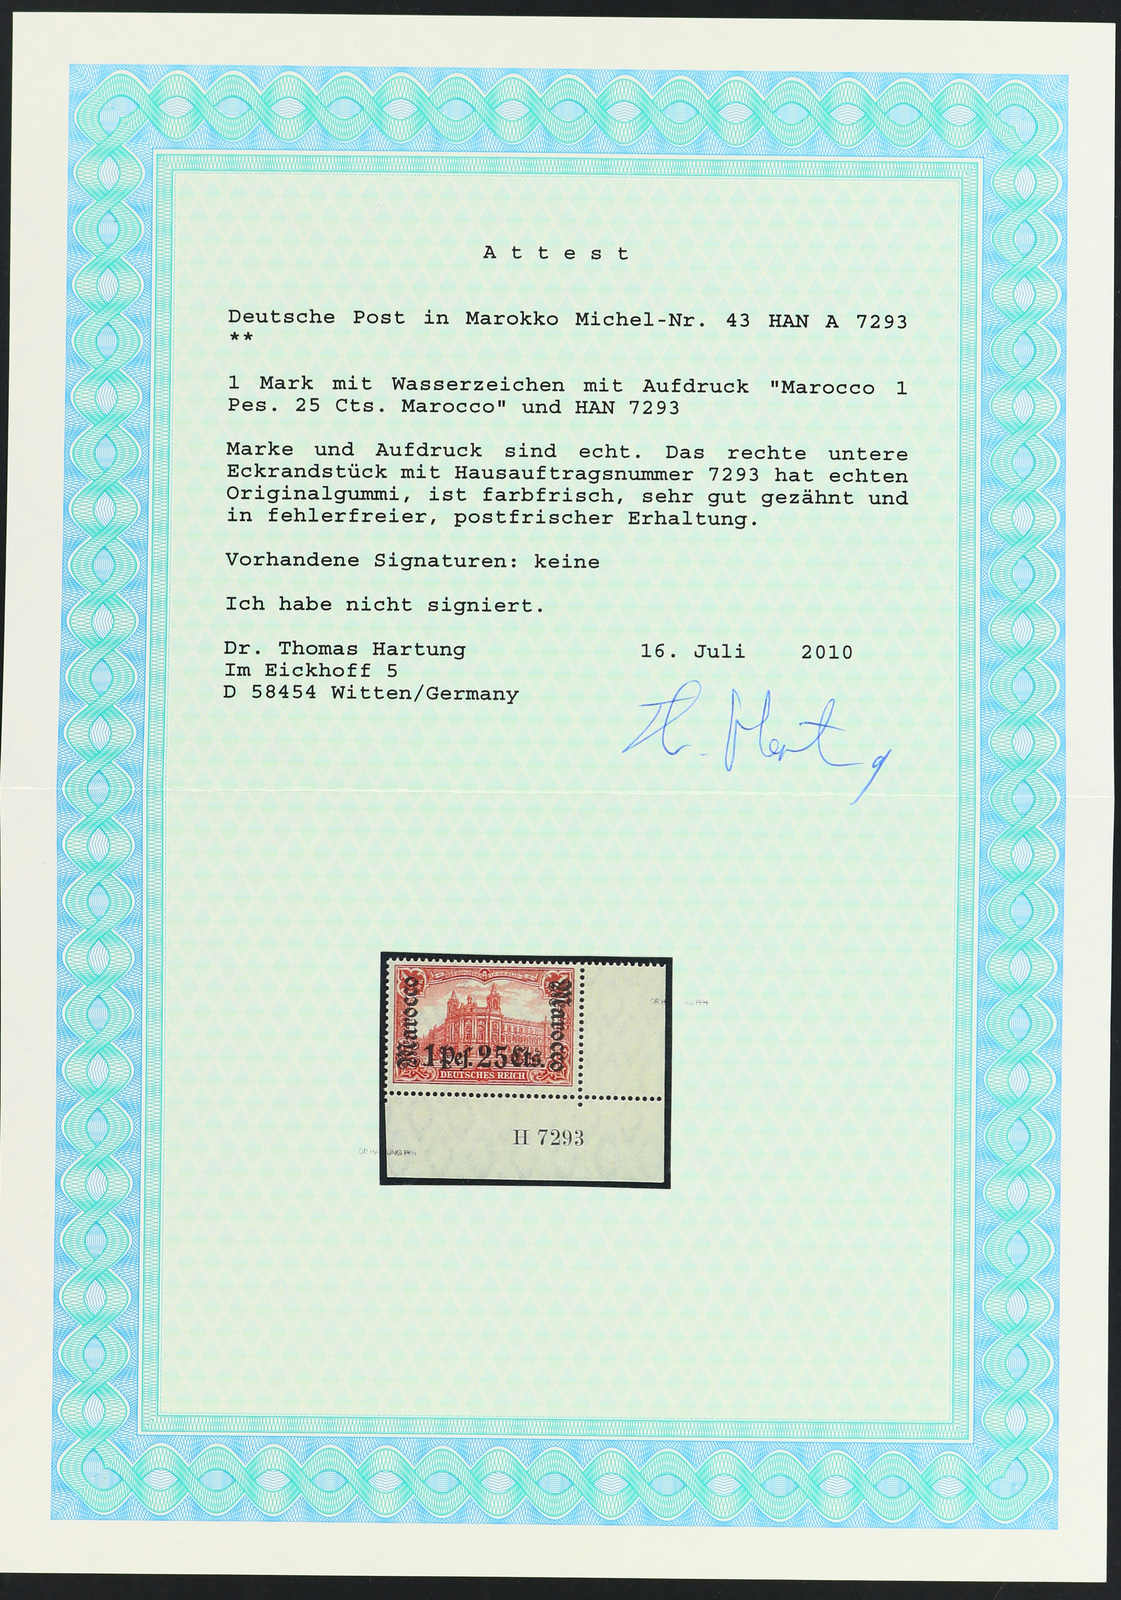 Attest
Deutsche Post in Marokko Michel-Nr. 43 HAN A 7293
**
1 Mark mit Wasserzeichen mit Aufdruck "Marocco 1
Pes. 25 Cts. Marocco" und HAN 7293
Marke und Aufdruck sind echt. Das rechte untere
Eckrandstück mit Hausauftragsnummer 7293 hat echten
Originalgummi, ist farbfrisch, sehr gut gezähnt und
in fehlerfreier, postfrischer Erhaltung.
Vorhandene Signaturen: keine
Ich habe nicht signiert.
Dr. Thomas Hartung 16. Juli 2010
Im Eickhoff 5
D 58454 Witten/Germany
Marocco
Marocco
1 Pes. 25 Cts.
DEUTSCHES REICH
H 7293